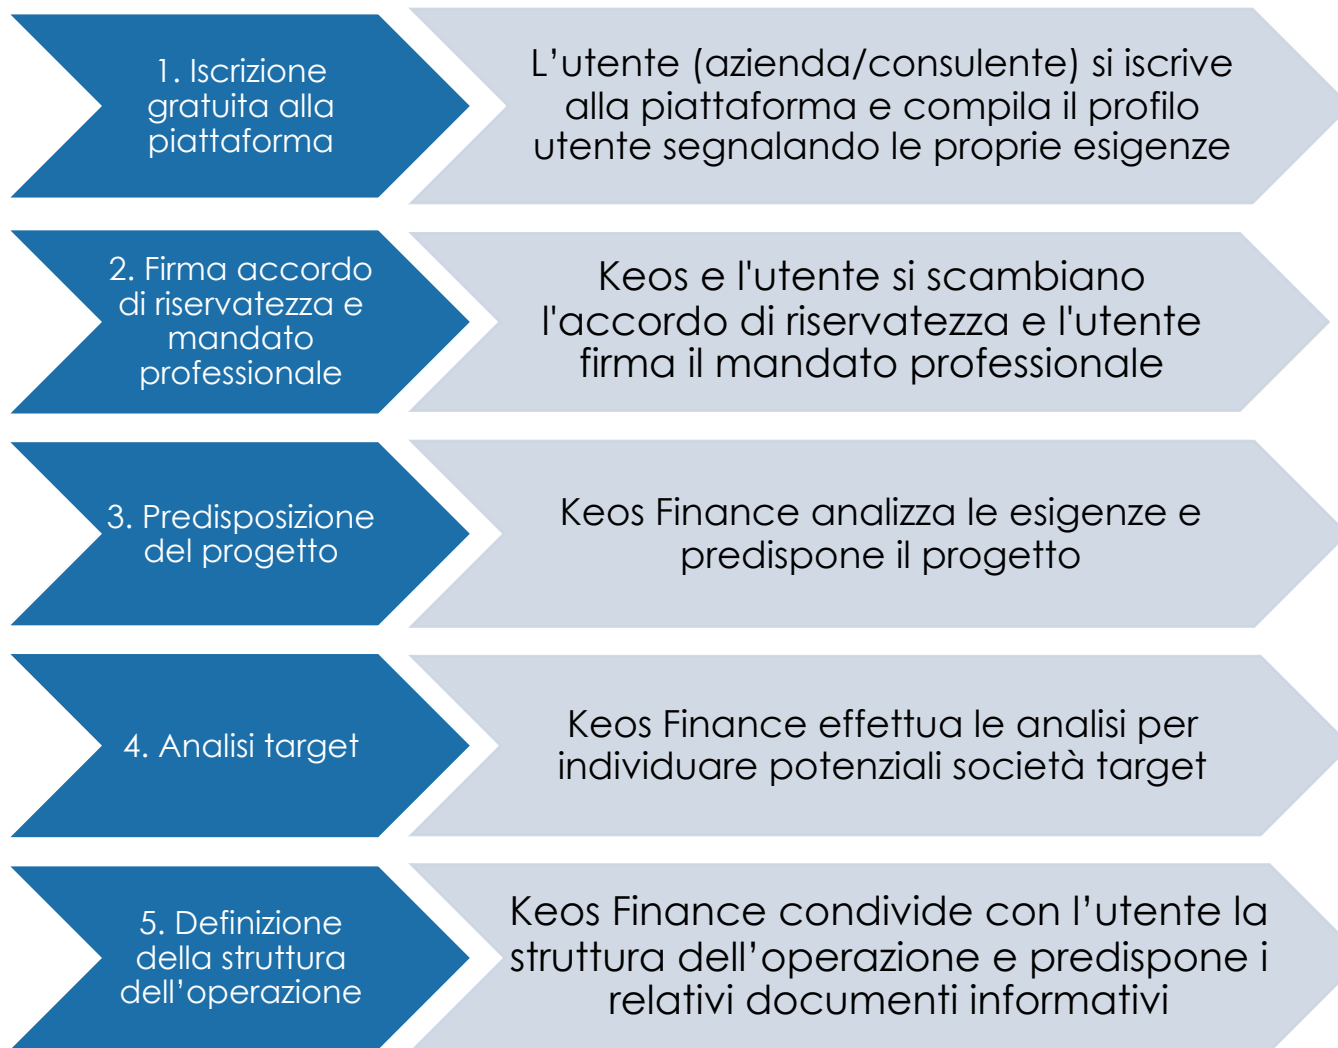 1. Iscrizione
gratuita alla
piattaforma
L’utente (azienda/consulente) si iscrive
alla piattaforma e compila il profilo
utente segnalando le proprie esigenze
2. Firma accordo
di riservatezza e
mandato
professionale
Keos e l'utente si scambiano
l'accordo di riservatezza e l'utente
firma il mandato professionale
3. Predisposizione
del progetto
Keos Finance analizza le esigenze e
predispone il progetto
4. Analisi target
Keos Finance effettua le analisi per
individuare potenziali società target
5. Definizione
della struttura
dell’operazione
Keos Finance condivide con l’utente la
struttura dell’operazione e predispone i
relativi documenti informativi